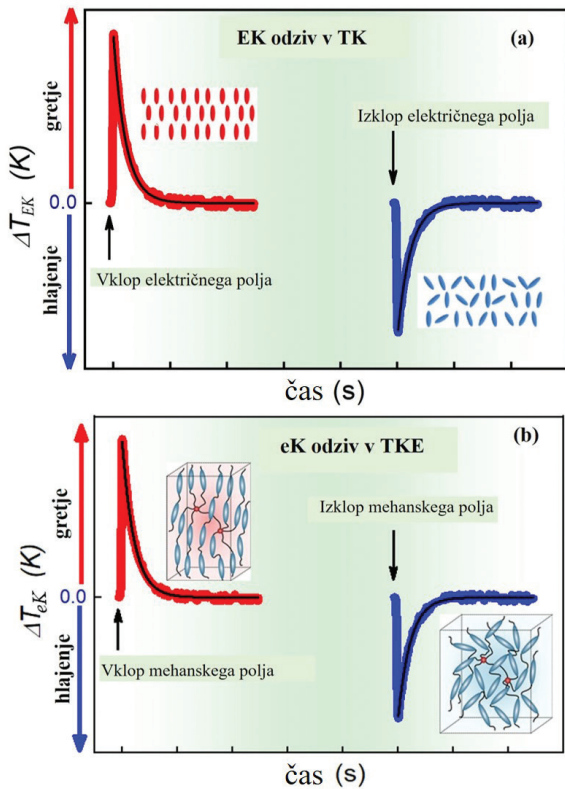 EK odziv v TK
(a)
gretje
Izklop električnega polja
ΔT_EK (K)
0.0
hlajenje
Vklop električnega polja
čas (s)
eK odziv v TKE
(b)
gretje
Izklop mehanskega polja
ΔT_eK (K)
0.0
hlajenje
Vklop mehanskega polja
čas (s)